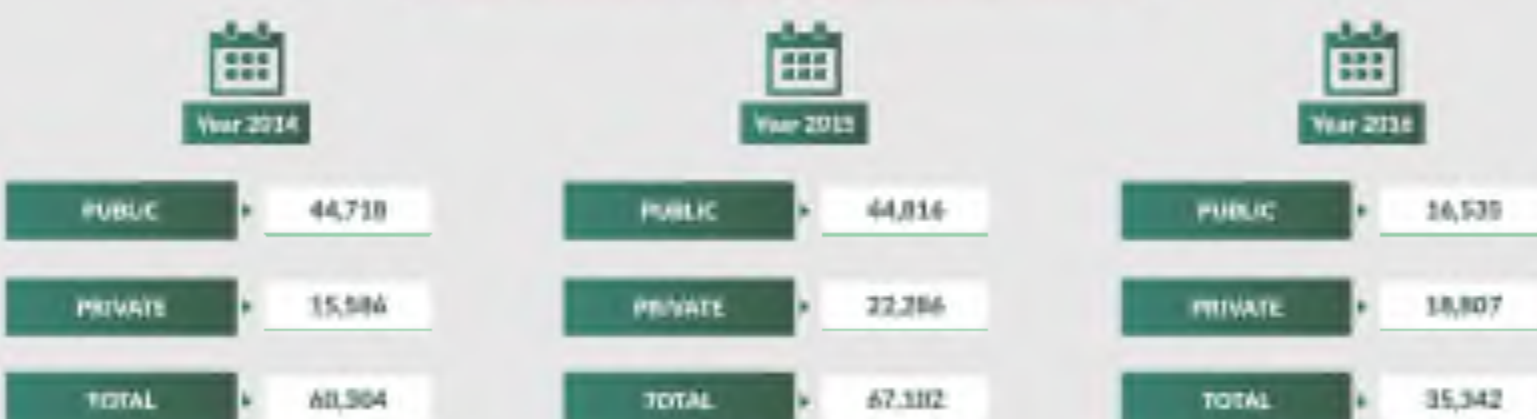 Year 2014
PUBLIC 44,718
PRIVATE 15,586
TOTAL 60,304
Year 2015
PUBLIC 44,816
PRIVATE 22,286
TOTAL 67,102
Year 2016
PUBLIC 16,535
PRIVATE 18,807
TOTAL 35,342